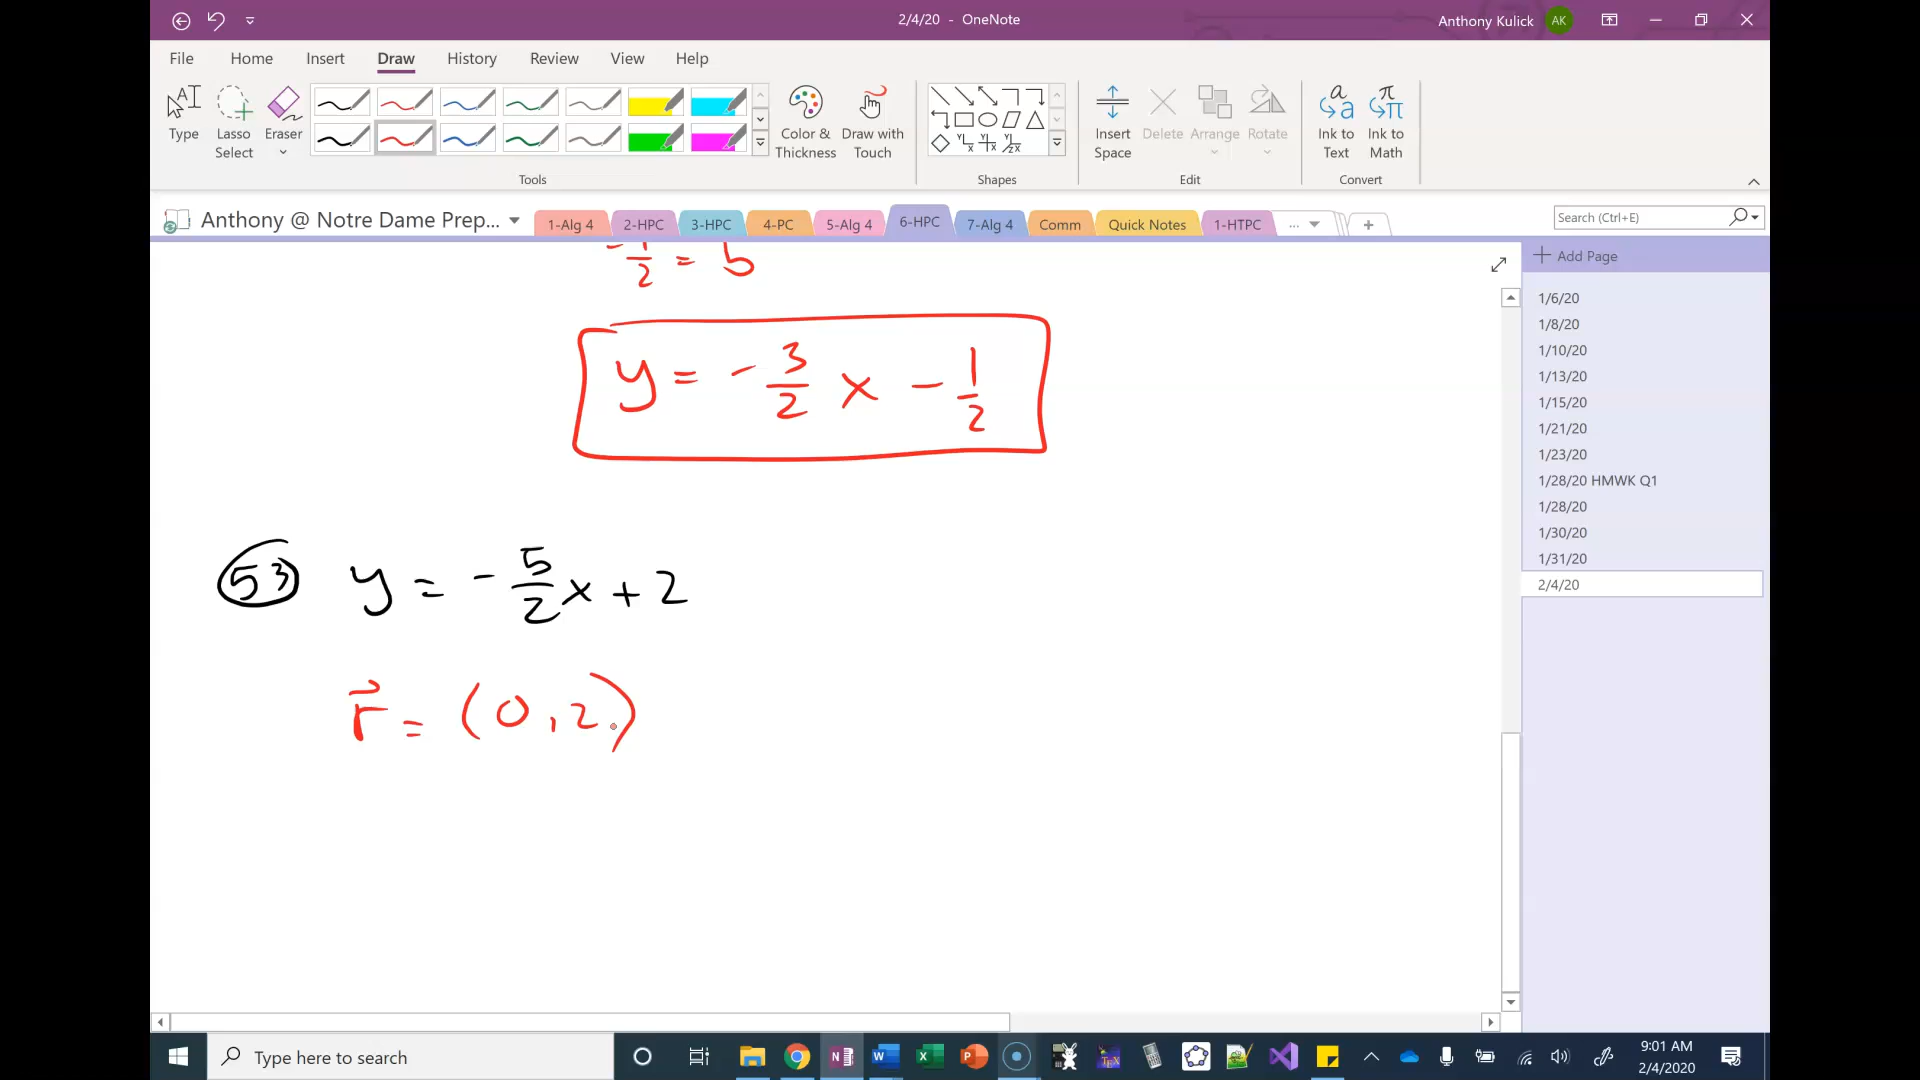 2/4/20 - OneNote
Anthony Kulick AK
File Home Insert Draw History Review View Help
Type
Lasso Select
Eraser
Color & Thickness
Draw with Touch
Insert Space
Delete
Arrange
Rotate
Ink to Text
Ink to Math
Tools
Shapes
Edit
Convert
Anthony @ Notre Dame Prep...
1-Alg 4 2-HPC 3-HPC 4-PC 5-Alg 4 6-HPC 7-Alg 4 Comm Quick Notes 1-HTPC ... +
Search (Ctrl+E)
Add Page
1/6/20
1/8/20
1/10/20
1/13/20
1/15/20
1/21/20
1/23/20
1/28/20 HMWK Q1
1/28/20
1/30/20
1/31/20
2/4/20
-1/2 = b
y = -3/2 x - 1/2
53 y = -5/2 x + 2
r⃗ = (0, 2)
Type here to search
9:01 AM
2/4/2020